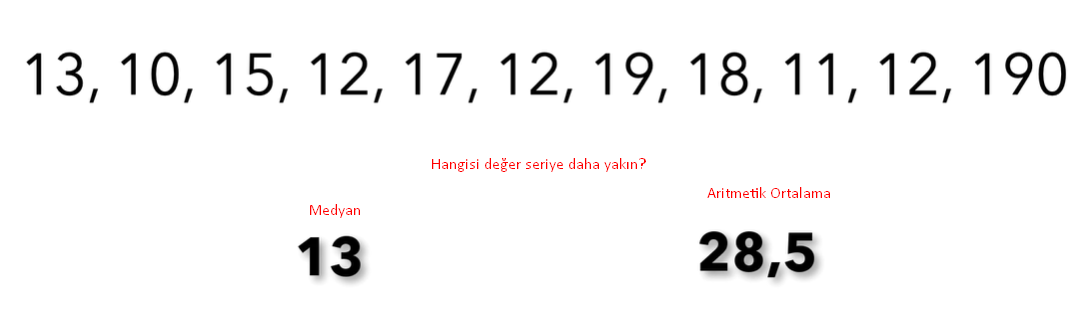 13, 10, 15, 12, 17, 12, 19, 18, 11, 12, 190
Hangisi değer seriye daha yakın?
Medyan
13
Aritmetik Ortalama
28,5